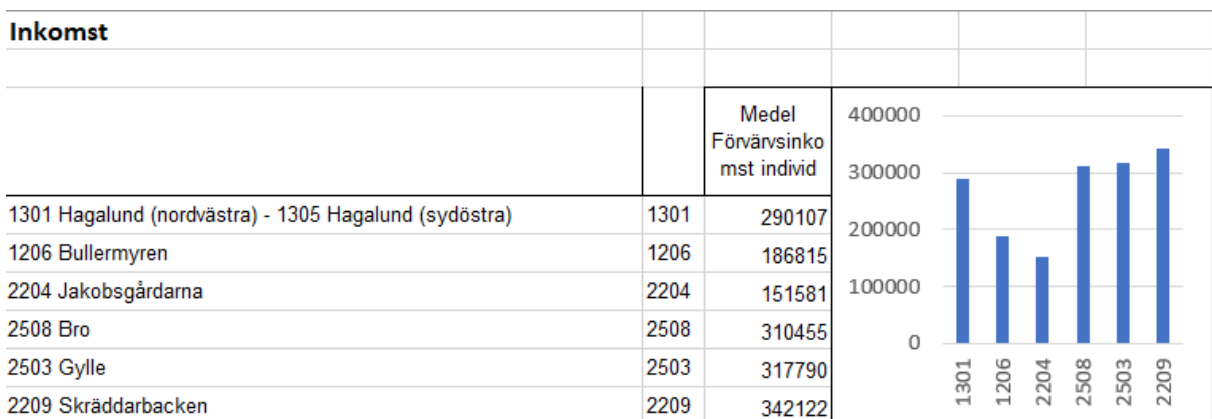 Inkomst
Medel
Förvärvsinko
mst individ
1301 Hagalund (nordvästra) - 1305 Hagalund (sydöstra) 1301 290107
1206 Bullermyren 1206 186815
2204 Jakobsgårdarna 2204 151581
2508 Bro 2508 310455
2503 Gylle 2503 317790
2209 Skräddarbacken 2209 342122
400000
300000
200000
100000
0
1301 1206 2204 2508 2503 2209